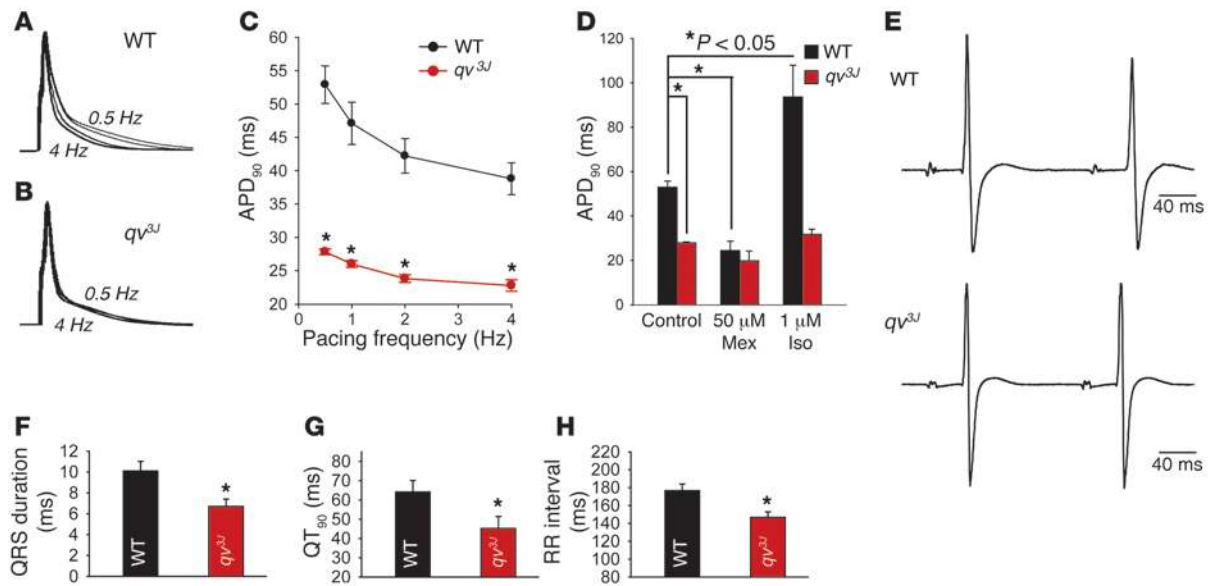 A
WT
0.5 Hz
4 Hz
B
qv3J
0.5 Hz
4 Hz
C
WT
qv3J
APD90 (ms)
60
55
50
45
40
35
30
25
20
*
*
*
*
0
1
2
3
4
Pacing frequency (Hz)
D
*P < 0.05
WT
qv3J
*
*
APD90 (ms)
120
100
80
60
40
20
0
Control
50 µM
Mex
1 µM
Iso
E
WT
40 ms
qv3J
40 ms
F
QRS duration
(ms)
12
10
8
6
4
2
0
*
WT
qv3J
G
QT90
(ms)
80
70
60
50
40
30
20
*
WT
qv3J
H
RR interval
(ms)
220
200
180
160
140
120
100
80
*
WT
qv3J